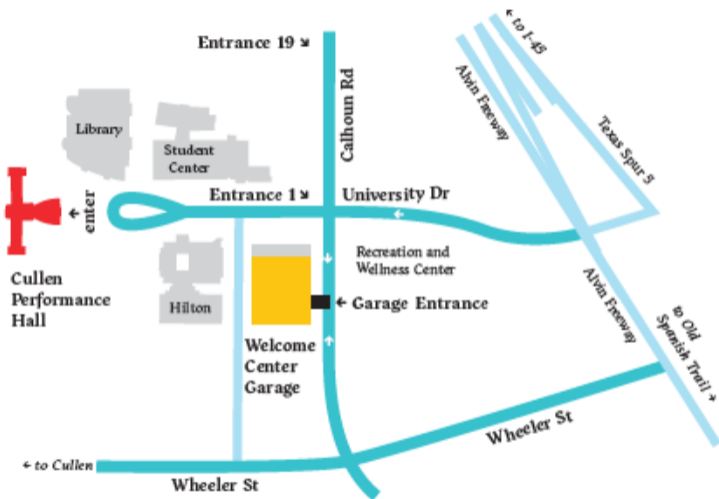 ← to I-45
Entrance 19 ↘
Calhoun Rd
Alvin Freeway
Texas Spur 5
Library
Student
Center
Entrance 1 ↘
University Dr
← enter
Recreation and
Wellness Center
Cullen
Performance
Hall
Hilton
← Garage Entrance
Alvin Freeway
to Old
Spanish Trail →
Welcome
Center
Garage
Wheeler St
← to Cullen
Wheeler St